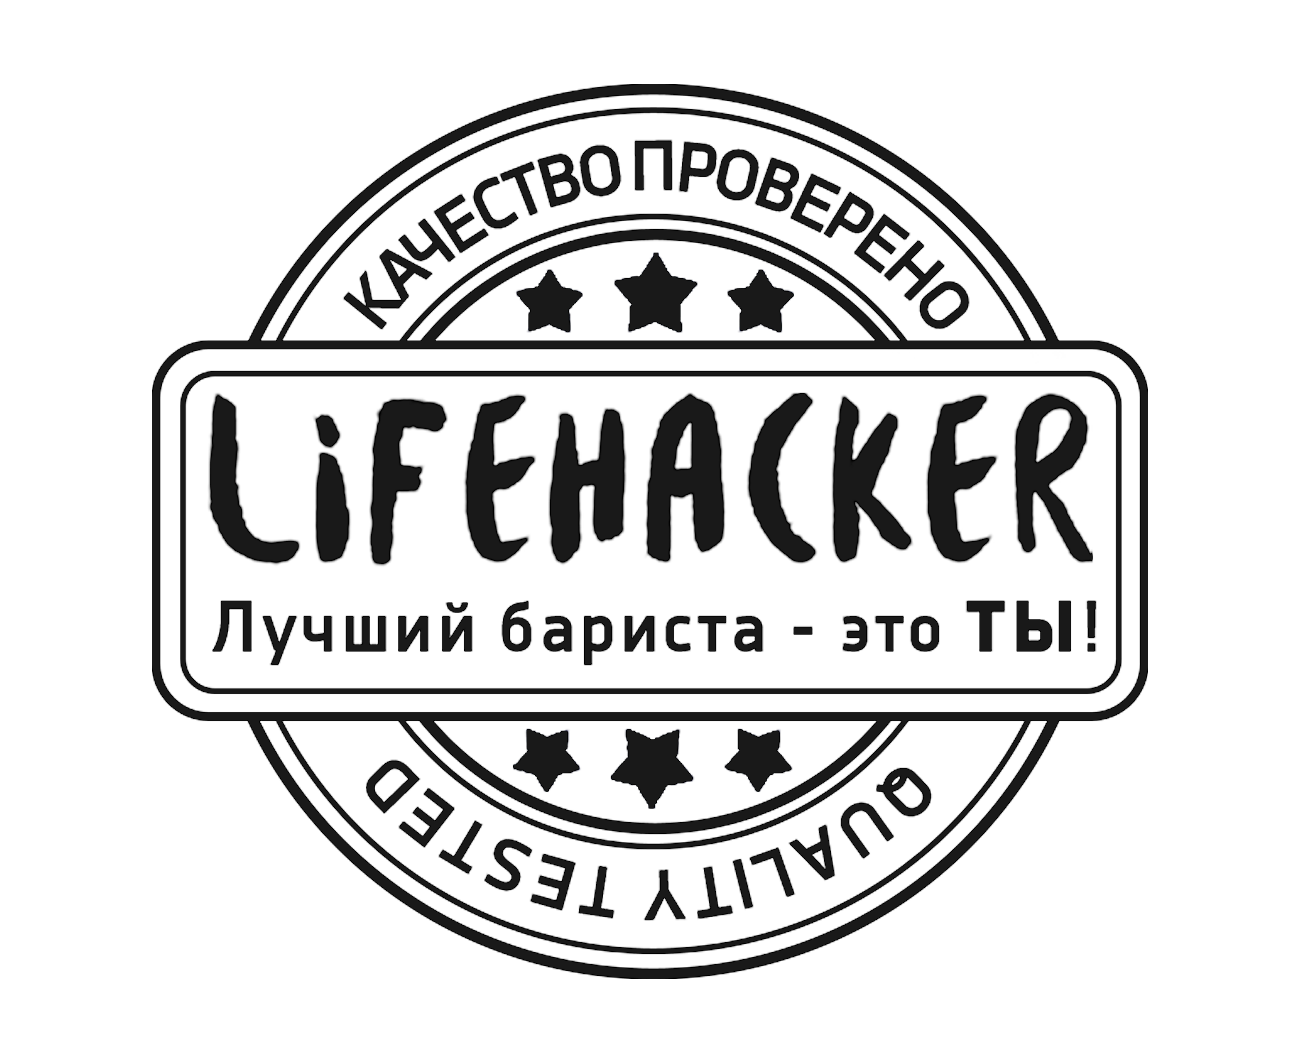 КАЧЕСТВО ПРОВЕРЕНО
LiFEHACKER
Лучший бариста - это ТЫ!
QUALITY TESTED